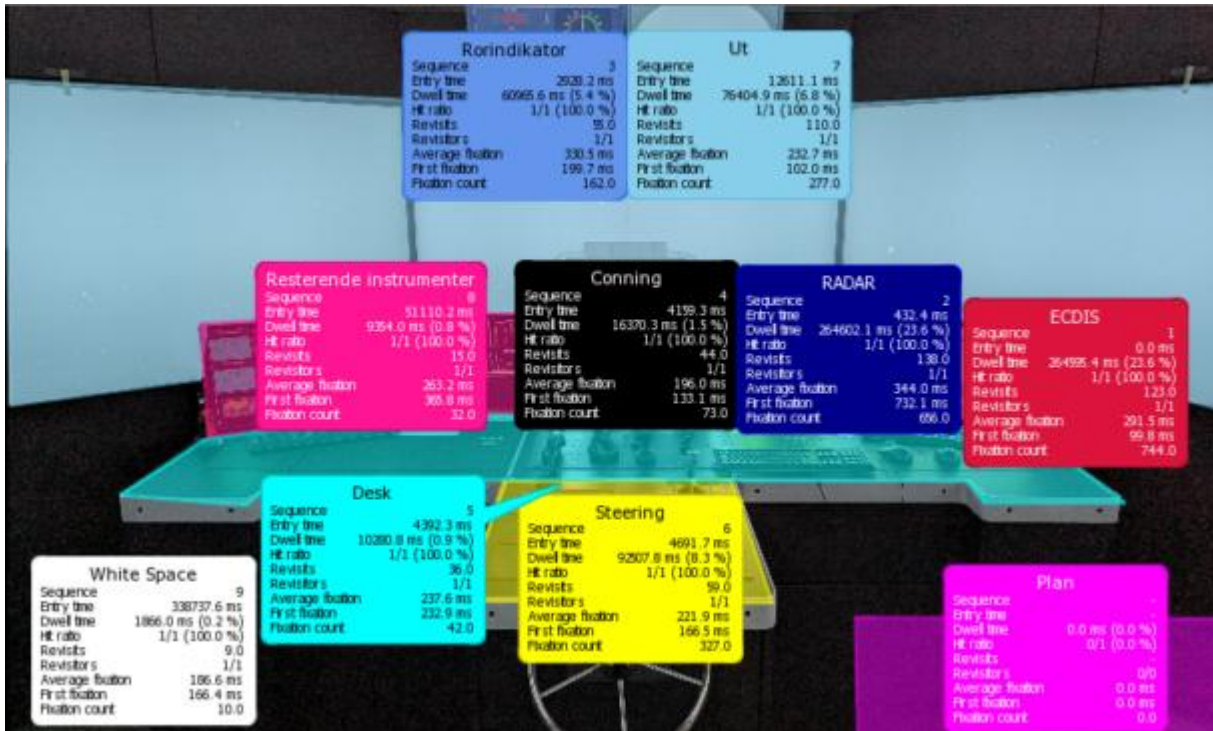 Rorindikator
Sequence 3
Entry time 2928.2 ms
Dwell time 60965.6 ms (5.4 %)
Hit ratio 1/1 (100.0 %)
Revisits 55.0
Revisitors 1/1
Average fixation 330.5 ms
First fixation 199.7 ms
Fixation count 162.0
Ut
Sequence 7
Entry time 12611.1 ms
Dwell time 76404.9 ms (6.8 %)
Hit ratio 1/1 (100.0 %)
Revisits 110.0
Revisitors 1/1
Average fixation 232.7 ms
First fixation 102.0 ms
Fixation count 277.0
Resterende instrumenter
Sequence 8
Entry time 51110.2 ms
Dwell time 9354.0 ms (0.8 %)
Hit ratio 1/1 (100.0 %)
Revisits 15.0
Revisitors 1/1
Average fixation 263.2 ms
First fixation 365.8 ms
Fixation count 32.0
Conning
Sequence 4
Entry time 4159.3 ms
Dwell time 16370.3 ms (1.5 %)
Hit ratio 1/1 (100.0 %)
Revisits 44.0
Revisitors 1/1
Average fixation 196.0 ms
First fixation 133.1 ms
Fixation count 73.0
RADAR
Sequence 2
Entry time 432.4 ms
Dwell time 264602.1 ms (23.6 %)
Hit ratio 1/1 (100.0 %)
Revisits 138.0
Revisitors 1/1
Average fixation 344.0 ms
First fixation 732.1 ms
Fixation count 656.0
ECDIS
Sequence 1
Entry time 0.0 ms
Dwell time 264595.4 ms (23.6 %)
Hit ratio 1/1 (100.0 %)
Revisits 123.0
Revisitors 1/1
Average fixation 291.5 ms
First fixation 99.8 ms
Fixation count 744.0
Desk
Sequence 5
Entry time 4392.3 ms
Dwell time 10280.8 ms (0.9 %)
Hit ratio 1/1 (100.0 %)
Revisits 36.0
Revisitors 1/1
Average fixation 237.6 ms
First fixation 232.9 ms
Fixation count 42.0
Steering
Sequence 6
Entry time 4691.7 ms
Dwell time 92507.8 ms (8.3 %)
Hit ratio 1/1 (100.0 %)
Revisits 59.0
Revisitors 1/1
Average fixation 221.9 ms
First fixation 166.5 ms
Fixation count 327.0
White Space
Sequence 9
Entry time 338737.6 ms
Dwell time 1866.0 ms (0.2 %)
Hit ratio 1/1 (100.0 %)
Revisits 9.0
Revisitors 1/1
Average fixation 186.6 ms
First fixation 166.4 ms
Fixation count 10.0
Plan
Sequence -
Entry time -
Dwell time 0.0 ms (0.0 %)
Hit ratio 0/1 (0.0 %)
Revisits -
Revisitors 0/0
Average fixation 0.0 ms
First fixation 0.0 ms
Fixation count 0.0